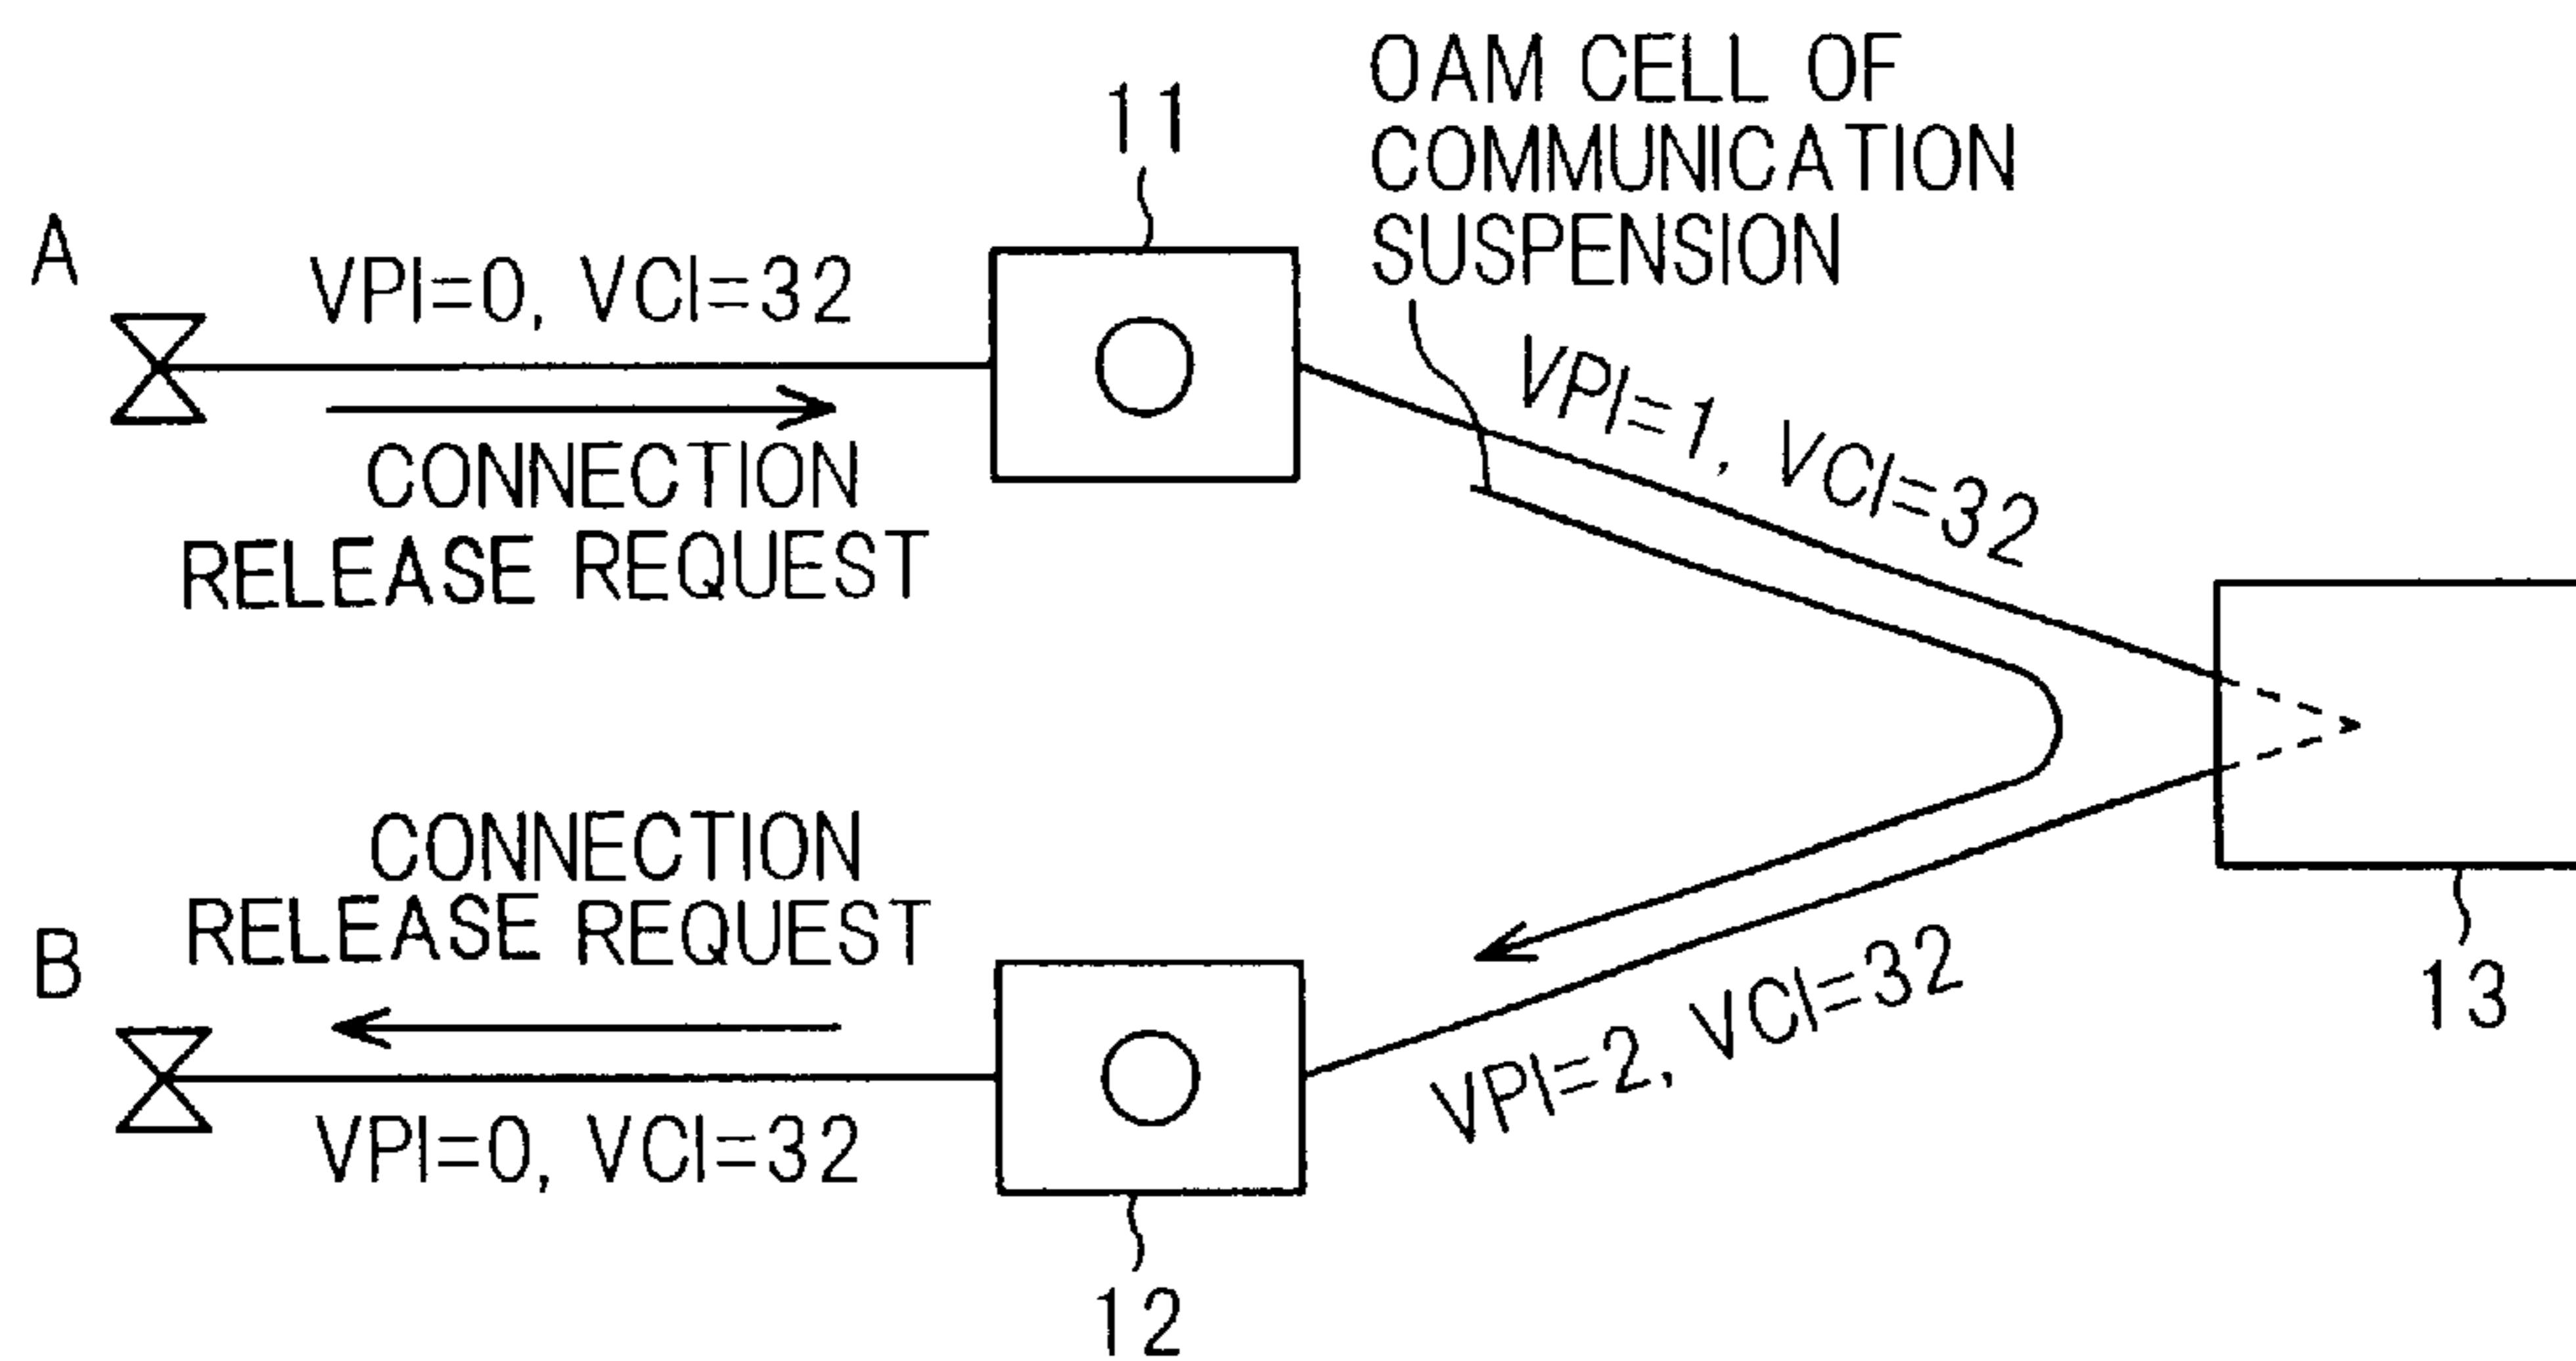 OAM CELL OF
COMMUNICATION
SUSPENSION
11
A
VPI=0, VCI=32
CONNECTION
RELEASE REQUEST
VPI=1, VCI=32
CONNECTION
RELEASE REQUEST
B
VPI=0, VCI=32
VPI=2, VCI=32
13
12